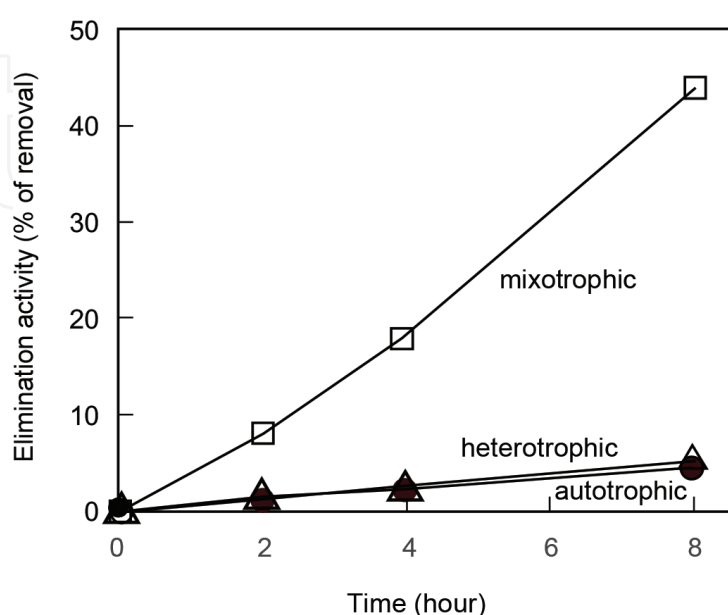 50
40
30
20
10
0
Elimination activity (% of removal)
mixotrophic
heterotrophic
autotrophic
0 2 4 6 8
Time (hour)